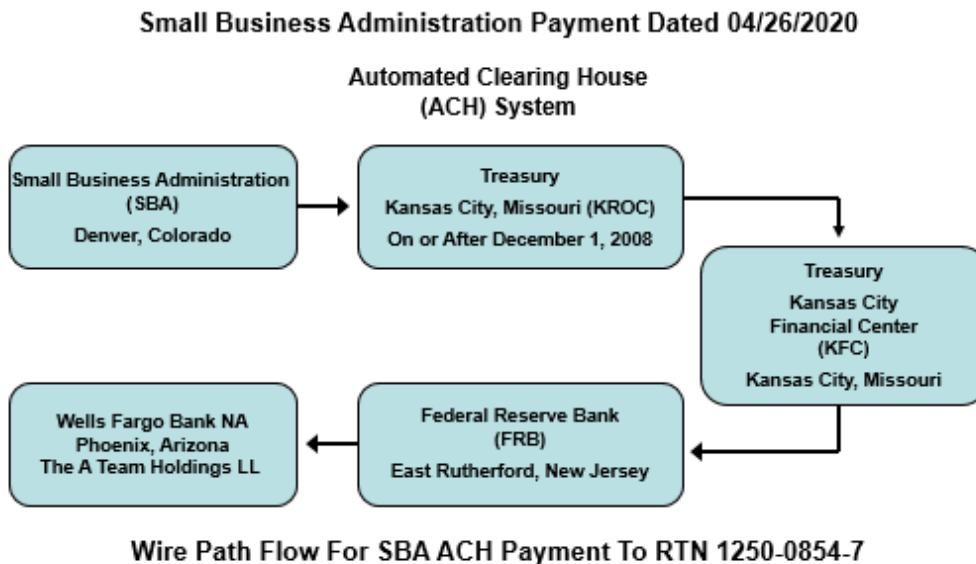 Small Business Administration Payment Dated 04/26/2020
Automated Clearing House
(ACH) System
Small Business Administration
(SBA)
Denver, Colorado
Treasury
Kansas City, Missouri (KROC)
On or After December 1, 2008
Treasury
Kansas City
Financial Center
(KFC)
Kansas City, Missouri
Federal Reserve Bank
(FRB)
East Rutherford, New Jersey
Wells Fargo Bank NA
Phoenix, Arizona
The A Team Holdings LL
Wire Path Flow For SBA ACH Payment To RTN 1250-0854-7